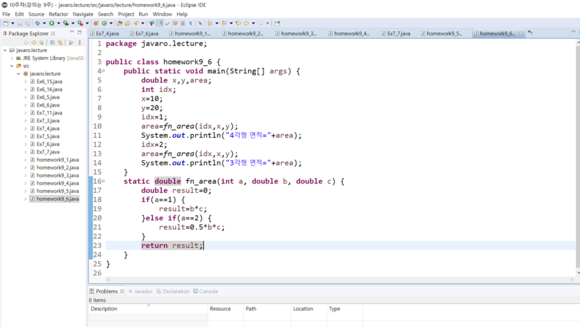 10주차(강의는 9주) - javaro.lecture/src/javaro/lecture/homework9_6.java - Eclipse IDE
File Edit Source Refactor Navigate Search Project Run Window Help
Package Explorer
javaro.lecture
JRE System Library [JavaSE-
src
javaro.lecture
Ex6_15.java
Ex6_16.java
Ex6_5.java
Ex6_6.java
Ex7_11.java
Ex7_3.java
Ex7_4.java
Ex7_5.java
Ex7_6.java
Ex7_7.java
homework9_1.java
homework9_2.java
homework9_3.java
homework9_4.java
homework9_5.java
homework9_6.java
Ex7_4.java Ex7_6.java homework9_1... homework9_2... homework9_3... homework9_4... Ex7_7.java homework9_5... homework9_6...
1 package javaro.lecture;
2
3 public class homework9_6 {
4 public static void main(String[] args) {
5 double x,y,area;
6 int idx;
7 x=10;
8 y=20;
9 idx=1;
10 area=fn_area(idx,x,y);
11 System.out.println("4각형 면적="+area);
12 idx=2;
13 area=fn_area(idx,x,y);
14 System.out.println("3각형 면적="+area);
15 }
16 static double fn_area(int a, double b, double c) {
17 double result=0;
18 if(a==1) {
19 result=b*c;
20 }else if(a==2) {
21 result=0.5*b*c;
22 }
23 return result;
24 }
25 }
26
Problems Javadoc Declaration Console
0 items
Description Resource Path Location Type